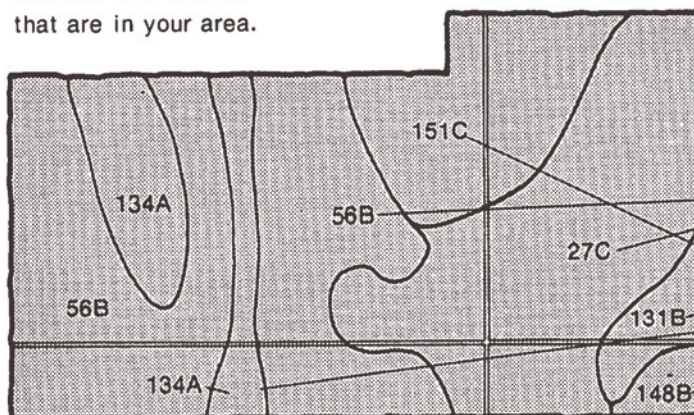 that are in your area.
151C
134A
56B
27C
56B
131B
134A
148B